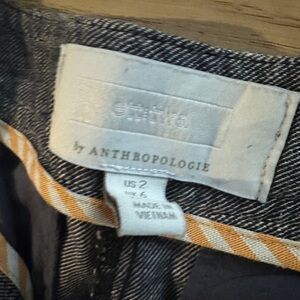 by ANTHROPOLOGIE
US 2
UK 6
MADE IN
VIETNAM